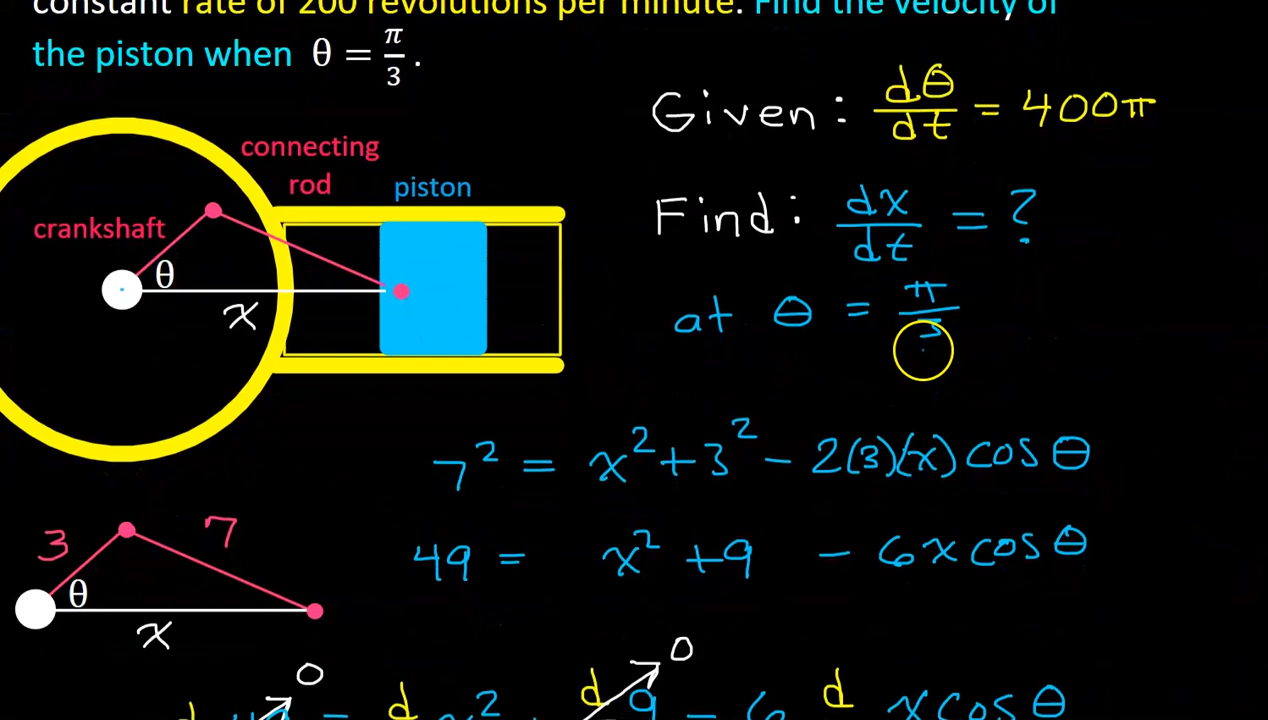 constant rate of 200 revolutions per minute. Find the velocity of
the piston when θ = π/3 .
Given: dθ/dt = 400π
connecting
rod
piston
crankshaft
θ
x
Find: dx/dt = ?
at θ = π/3
7² = x² + 3² - 2(3)(x) cos θ
49 = x² + 9 - 6x cos θ
3
7
θ
x
0
0
d 49 = d x² + d 9 - 6 d x cos θ